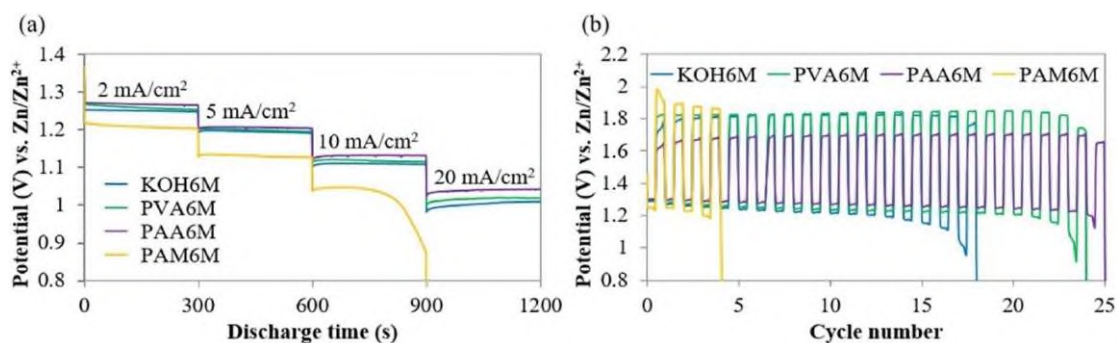 (a)
Potential (V) vs. Zn/Zn²⁺
1.4
1.3
1.2
1.1
1
0.9
0.8
2 mA/cm²
5 mA/cm²
10 mA/cm²
20 mA/cm²
KOH6M
PVA6M
PAA6M
PAM6M
0 300 600 900 1200
Discharge time (s)
(b)
Potential (V) vs. Zn/Zn²⁺
2.2
2
1.8
1.6
1.4
1.2
1
0.8
KOH6M PVA6M PAA6M PAM6M
0 5 10 15 20 25
Cycle number